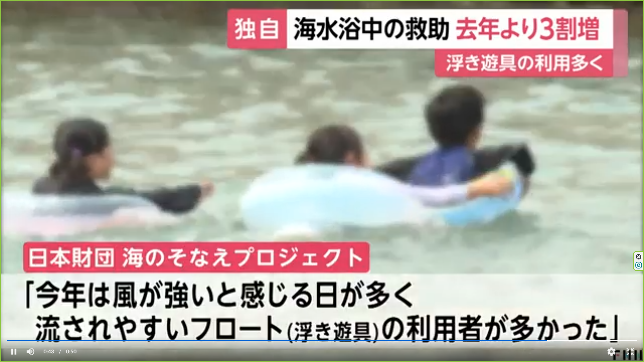 独自 海水浴中の救助 去年より3割増
浮き遊具の利用多く
日本財団 海のそなえプロジェクト
「今年は風が強いと感じる日が多く
流されやすいフロート(浮き遊具)の利用者が多かった」